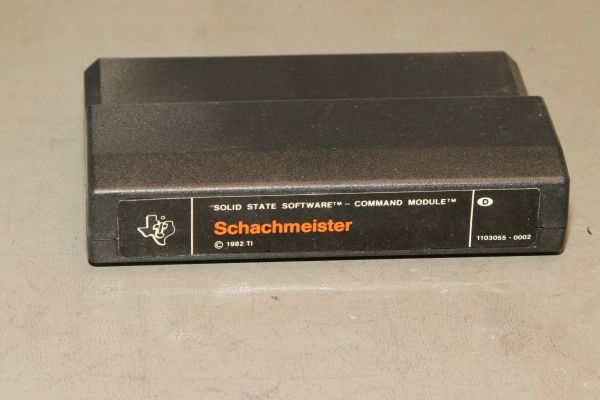 SOLID STATE SOFTWARE™ – COMMAND MODULE™
Schachmeister
© 1982 TI
D
1103055 - 0002